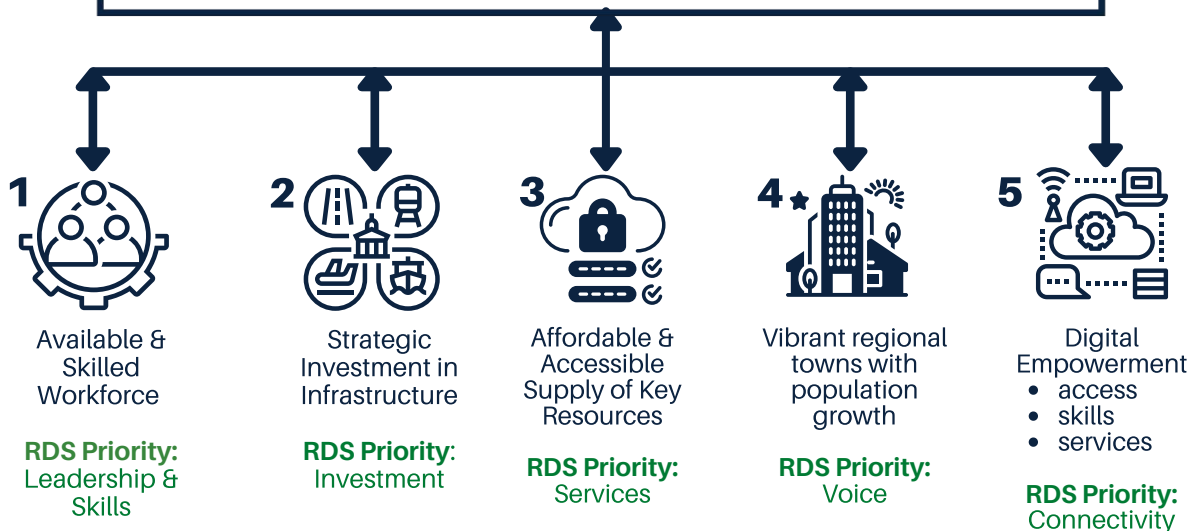 1
Available &
Skilled
Workforce
RDS Priority:
Leadership &
Skills
2
Strategic
Investment in
Infrastructure
RDS Priority:
Investment
3
Affordable &
Accessible
Supply of Key
Resources
RDS Priority:
Services
4
Vibrant regional
towns with
population
growth
RDS Priority:
Voice
5
Digital
Empowerment
• access
• skills
• services
RDS Priority:
Connectivity